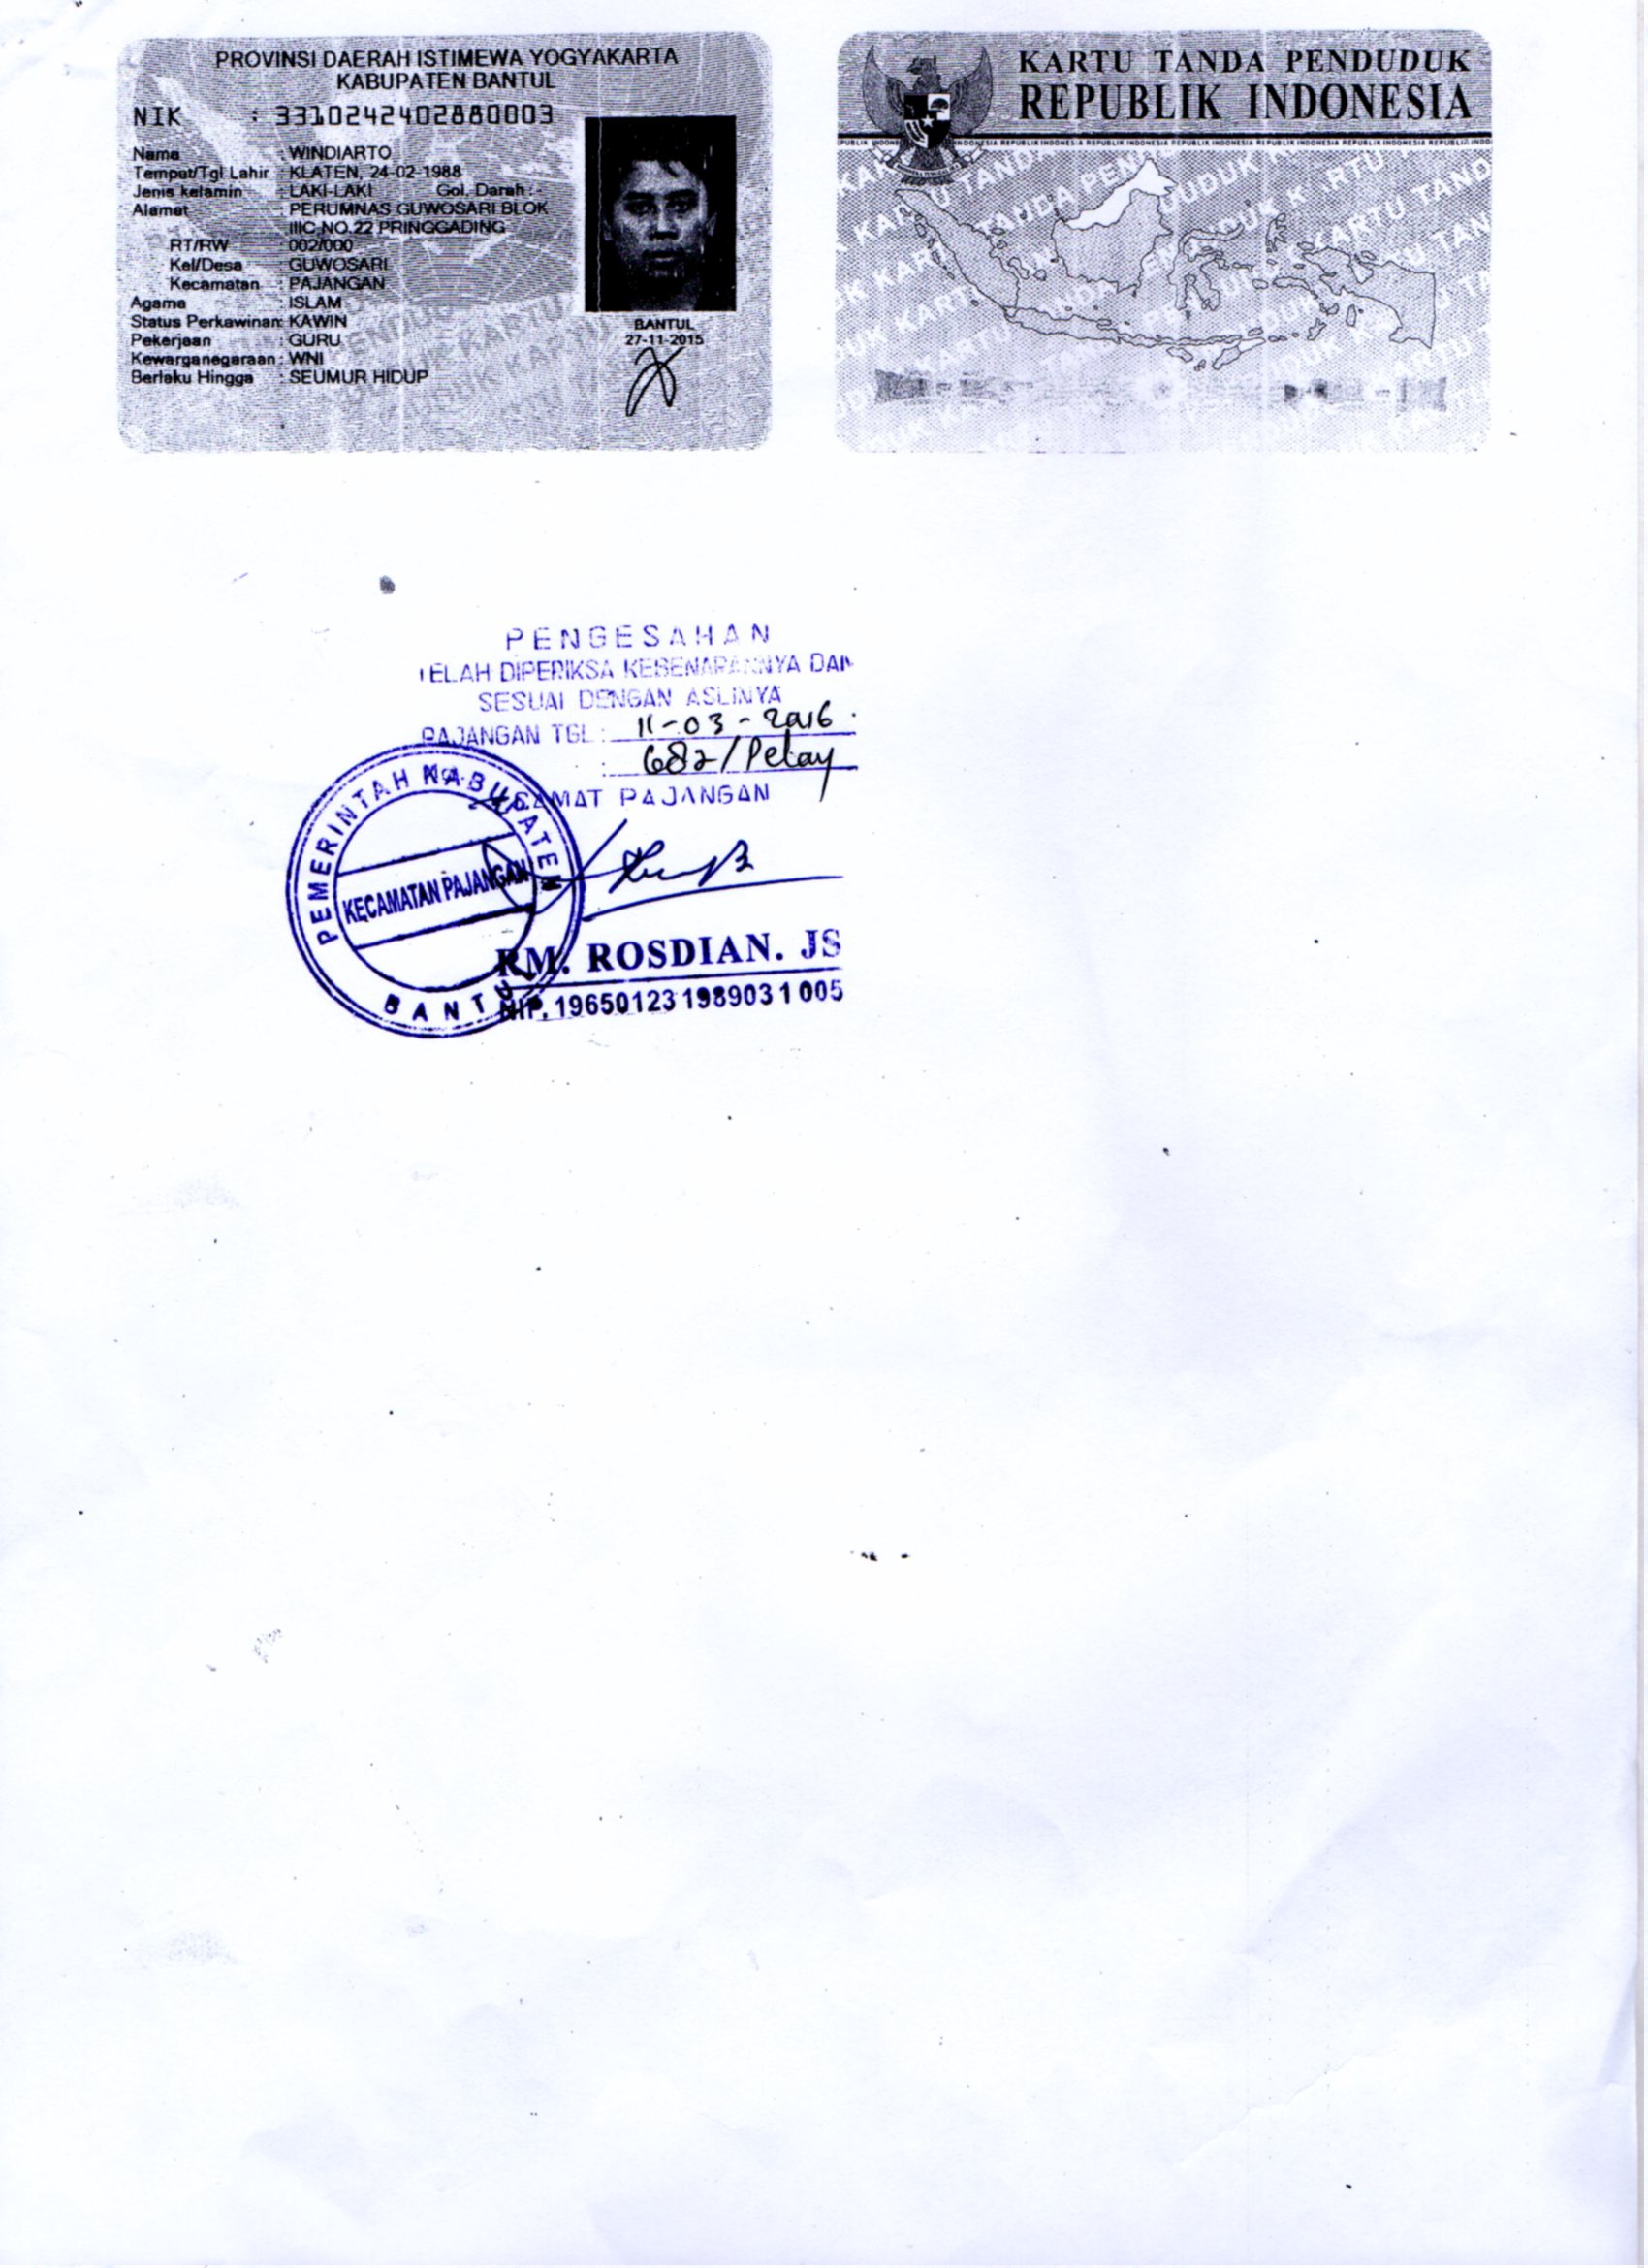 PROVINSI DAERAH ISTIMEWA YOGYAKARTA
KABUPATEN BANTUL
NIK : 3310242402880003
Nama : WINDIARTO
Tempat/Tgl Lahir : KLATEN, 24-02-1988
Jenis kelamin : LAKI-LAKI Gol. Darah : -
Alamat : PERUMNAS GUWOSARI BLOK
IIIC NO.22 PRINGGADING
RT/RW : 002/000
Kel/Desa : GUWOSARI
Kecamatan : PAJANGAN
Agama : ISLAM
Status Perkawinan: KAWIN
Pekerjaan : GURU
Kewarganegaraan : WNI
Berlaku Hingga : SEUMUR HIDUP
BANTUL
27-11-2015
KARTU TANDA PENDUDUK
REPUBLIK INDONESIA
PENGESAHAN
TELAH DIPERIKSA KEBENARANNYA DAN
SESUAI DENGAN ASLINYA
PAJANGAN TGL : 11-03-2016.
No. : 682/Pelay
CAMAT PAJANGAN
PEMERINTAH KABUPATEN
KECAMATAN PAJANGAN
BANTUL
RM. ROSDIAN. JS
NIP. 19650123 198903 1 005